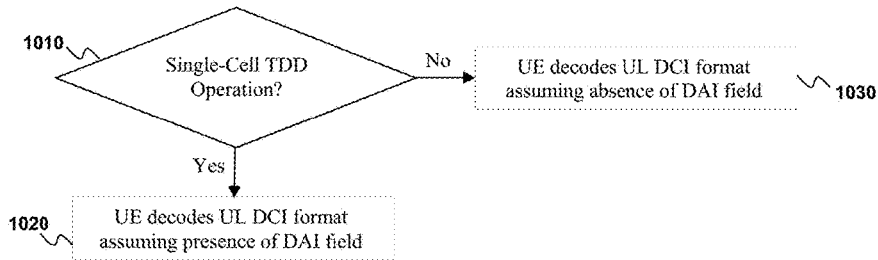 1010
Single-Cell TDD
Operation?
No
UE decodes UL DCI format
assuming absence of DAI field
1030
Yes
1020
UE decodes UL DCI format
assuming presence of DAI field